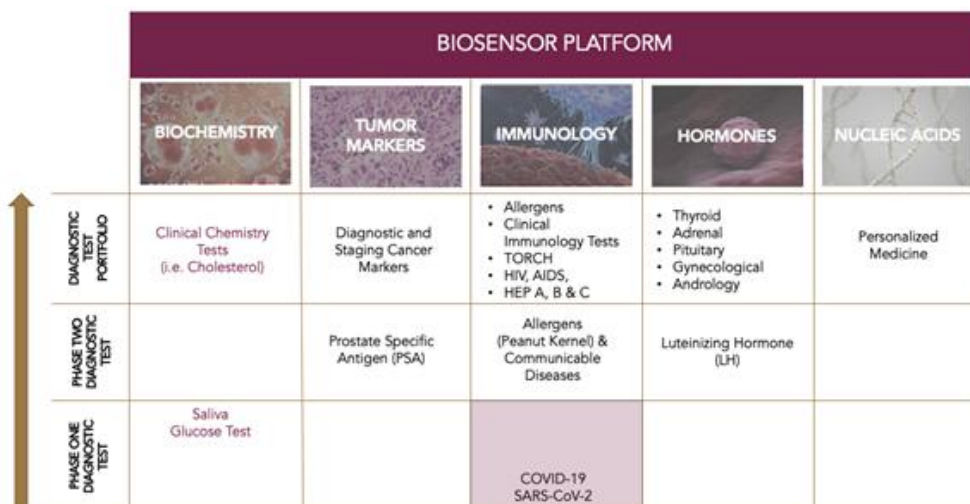 BIOSENSOR PLATFORM
BIOCHEMISTRY
TUMOR
MARKERS
IMMUNOLOGY
HORMONES
NUCLEIC ACIDS
DIAGNOSTIC
TEST
PORTFOLIO
Clinical Chemistry
Tests
(i.e. Cholesterol)
Diagnostic and
Staging Cancer
Markers
• Allergens
• Clinical
Immunology Tests
• TORCH
• HIV, AIDS,
• HEP A, B & C
• Thyroid
• Adrenal
• Pituitary
• Gynecological
• Andrology
Personalized
Medicine
PHASE TWO
DIAGNOSTIC
TEST
Prostate Specific
Antigen (PSA)
Allergens
(Peanut Kernel) &
Communicable
Diseases
Luteinizing Hormone
(LH)
PHASE ONE
DIAGNOSTIC
TEST
Saliva
Glucose Test
COVID-19
SARS-CoV-2